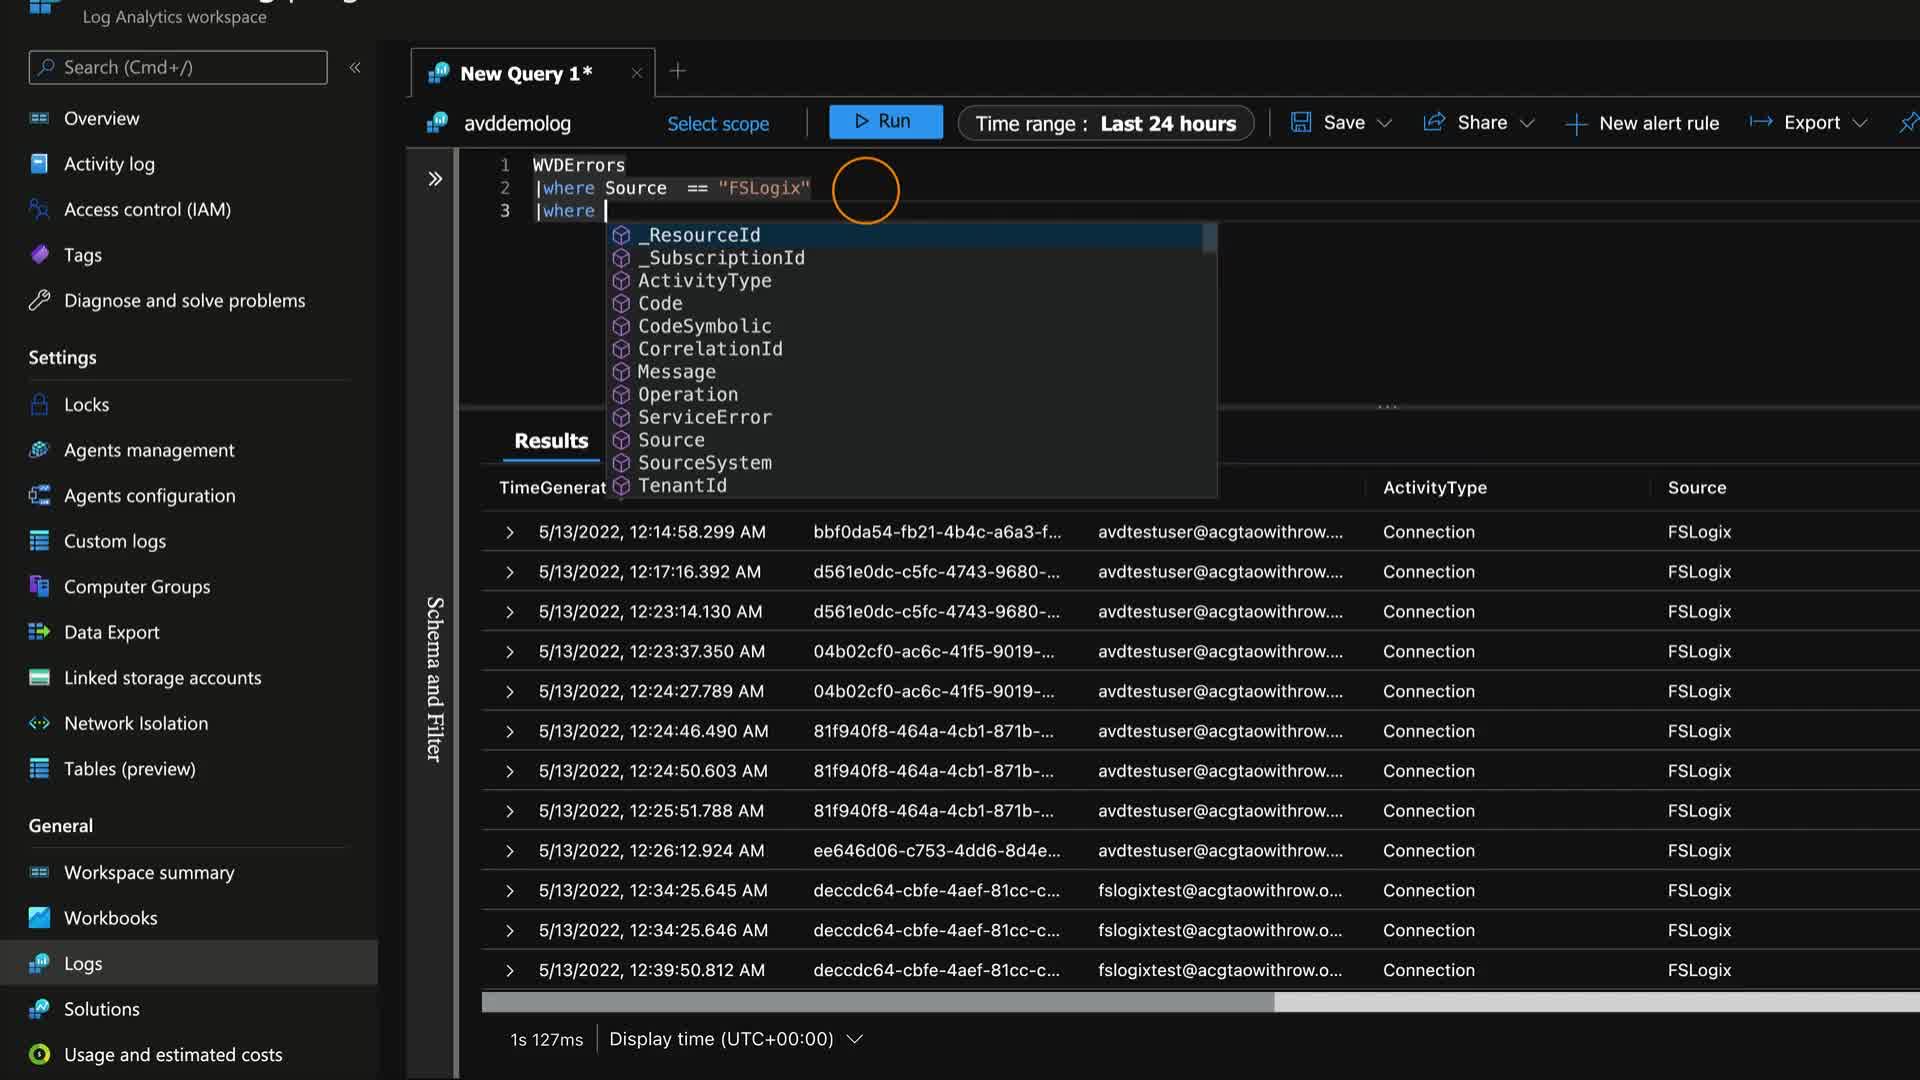 Log Analytics workspace
Search (Cmd+/)
Overview
Activity log
Access control (IAM)
Tags
Diagnose and solve problems
Settings
Locks
Agents management
Agents configuration
Custom logs
Computer Groups
Data Export
Linked storage accounts
Network Isolation
Tables (preview)
General
Workspace summary
Workbooks
Logs
Solutions
Usage and estimated costs
New Query 1*
avddemolog Select scope Run Time range : Last 24 hours Save Share New alert rule Export
Schema and Filter
1 WVDErrors
2 |where Source == "FSLogix"
3 |where
_ResourceId
_SubscriptionId
ActivityType
Code
CodeSymbolic
CorrelationId
Message
Operation
ServiceError
Source
SourceSystem
TenantId
...
Results
TimeGenerat ActivityType Source
5/13/2022, 12:14:58.299 AM bbf0da54-fb21-4b4c-a6a3-f... avdtestuser@acgtaowithrow.... Connection FSLogix
5/13/2022, 12:17:16.392 AM d561e0dc-c5fc-4743-9680-... avdtestuser@acgtaowithrow.... Connection FSLogix
5/13/2022, 12:23:14.130 AM d561e0dc-c5fc-4743-9680-... avdtestuser@acgtaowithrow.... Connection FSLogix
5/13/2022, 12:23:37.350 AM 04b02cf0-ac6c-41f5-9019-... avdtestuser@acgtaowithrow.... Connection FSLogix
5/13/2022, 12:24:27.789 AM 04b02cf0-ac6c-41f5-9019-... avdtestuser@acgtaowithrow.... Connection FSLogix
5/13/2022, 12:24:46.490 AM 81f940f8-464a-4cb1-871b-... avdtestuser@acgtaowithrow.... Connection FSLogix
5/13/2022, 12:24:50.603 AM 81f940f8-464a-4cb1-871b-... avdtestuser@acgtaowithrow.... Connection FSLogix
5/13/2022, 12:25:51.788 AM 81f940f8-464a-4cb1-871b-... avdtestuser@acgtaowithrow.... Connection FSLogix
5/13/2022, 12:26:12.924 AM ee646d06-c753-4dd6-8d4e... avdtestuser@acgtaowithrow.... Connection FSLogix
5/13/2022, 12:34:25.645 AM deccdc64-cbfe-4aef-81cc-c... fslogixtest@acgtaowithrow.o... Connection FSLogix
5/13/2022, 12:34:25.646 AM deccdc64-cbfe-4aef-81cc-c... fslogixtest@acgtaowithrow.o... Connection FSLogix
5/13/2022, 12:39:50.812 AM deccdc64-cbfe-4aef-81cc-c... fslogixtest@acgtaowithrow.o... Connection FSLogix
1s 127ms Display time (UTC+00:00)